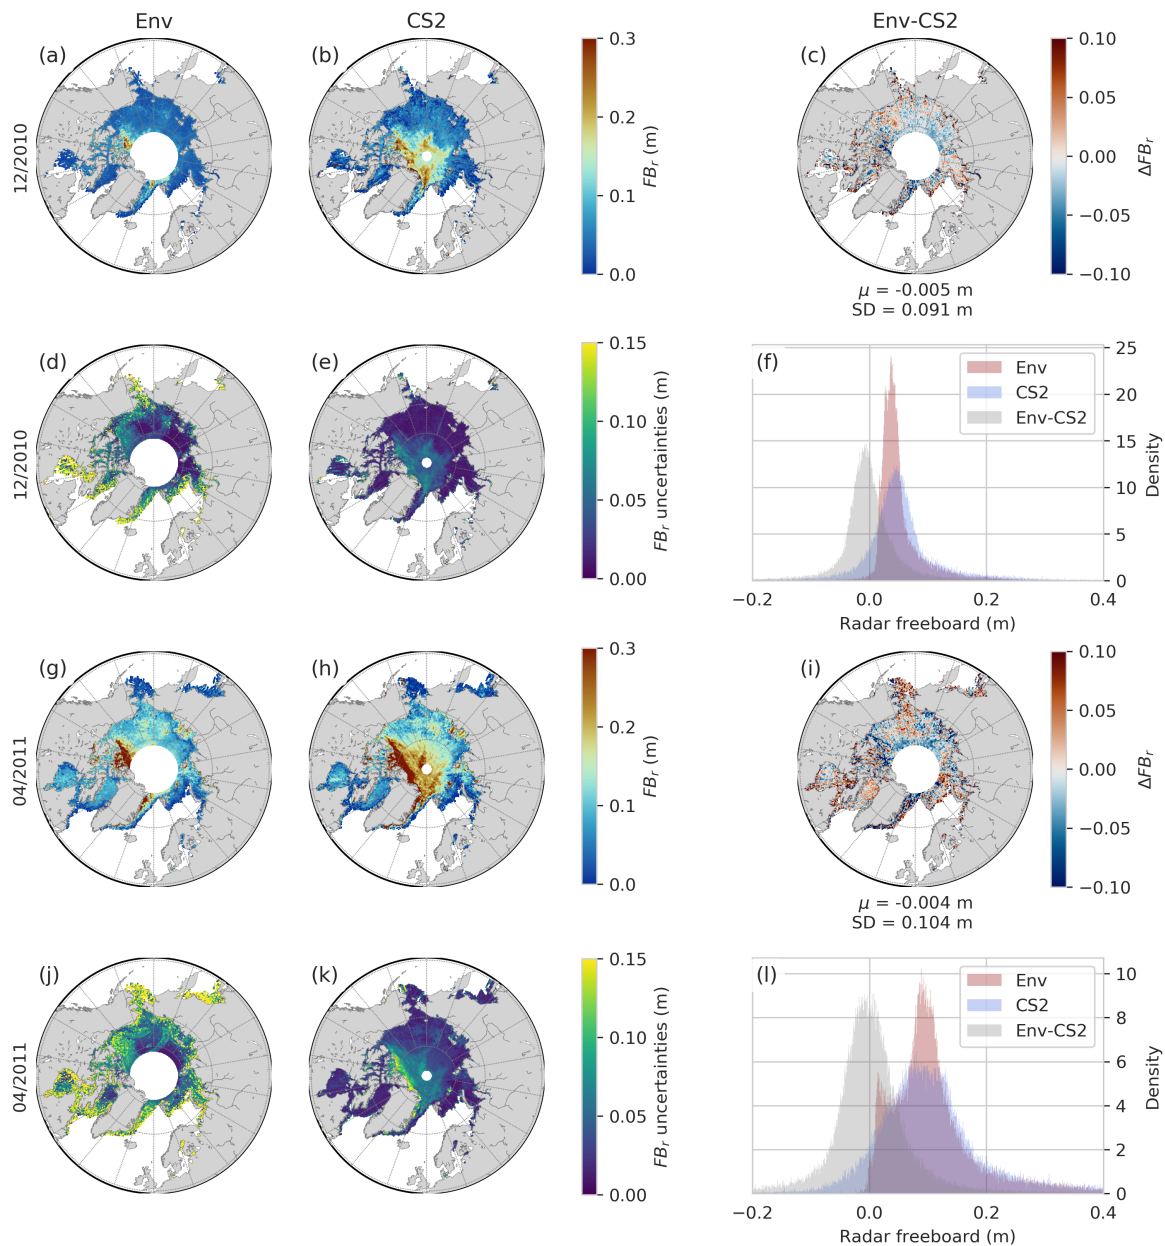 Env CS2 Env-CS2
(a) (b) (c)
12/2010
0.3
0.2
0.1
0.0
FBr (m)
0.10
0.05
0.00
−0.05
−0.10
ΔFBr
μ = -0.005 m
SD = 0.091 m
(d) (e) (f)
12/2010
0.15
0.10
0.05
0.00
FBr uncertainties (m)
Env
CS2
Env-CS2
25
20
15
10
5
0
Density
−0.2 0.0 0.2 0.4
Radar freeboard (m)
(g) (h) (i)
04/2011
0.3
0.2
0.1
0.0
FBr (m)
0.10
0.05
0.00
−0.05
−0.10
ΔFBr
μ = -0.004 m
SD = 0.104 m
(j) (k) (l)
04/2011
0.15
0.10
0.05
0.00
FBr uncertainties (m)
Env
CS2
Env-CS2
10
8
6
4
2
0
Density
−0.2 0.0 0.2 0.4
Radar freeboard (m)